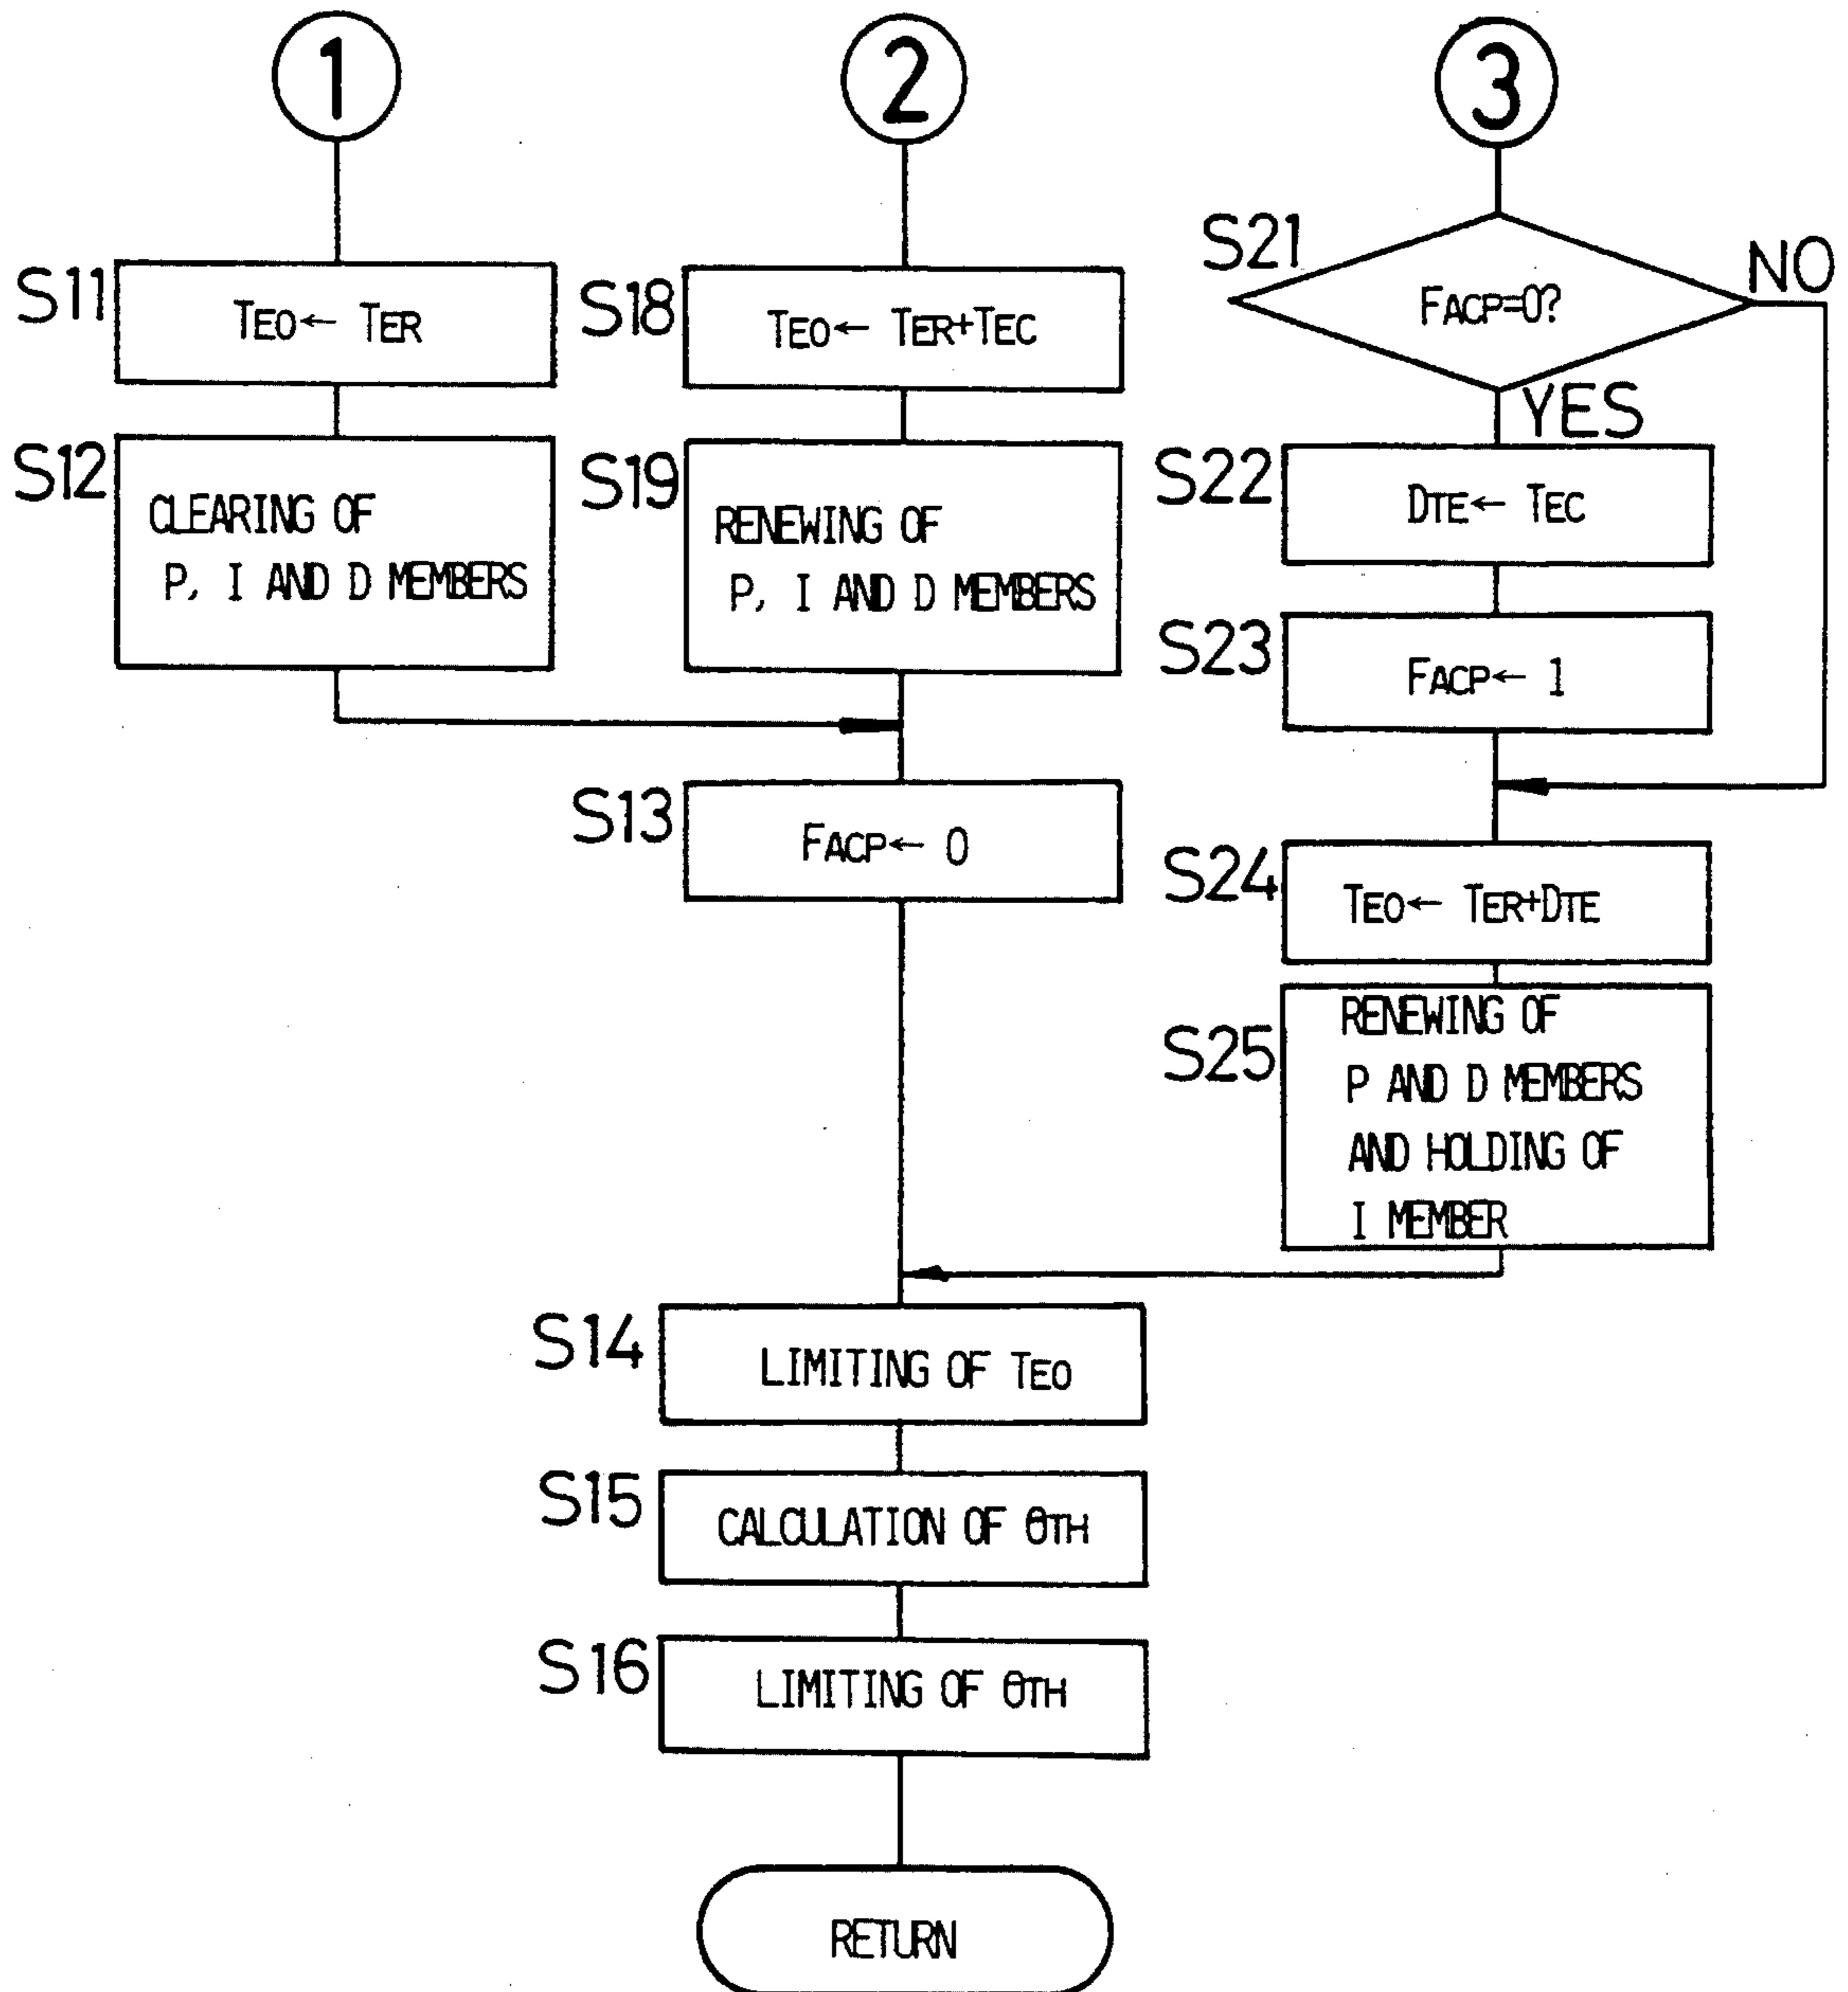 1
S11
TEO← TER
S12
CLEARING OF
P, I AND D MEMBERS
2
S18
TEO← TER+TEC
S19
RENEWING OF
P, I AND D MEMBERS
S13
FACP← 0
3
S21
FACP=0?
NO
YES
S22
DTE← TEC
S23
FACP← 1
S24
TEO← TER+DTE
S25
RENEWING OF
P AND D MEMBERS
AND HOLDING OF
I MEMBER
S14
LIMITING OF TEO
S15
CALCULATION OF θTH
S16
LIMITING OF θTH
RETURN